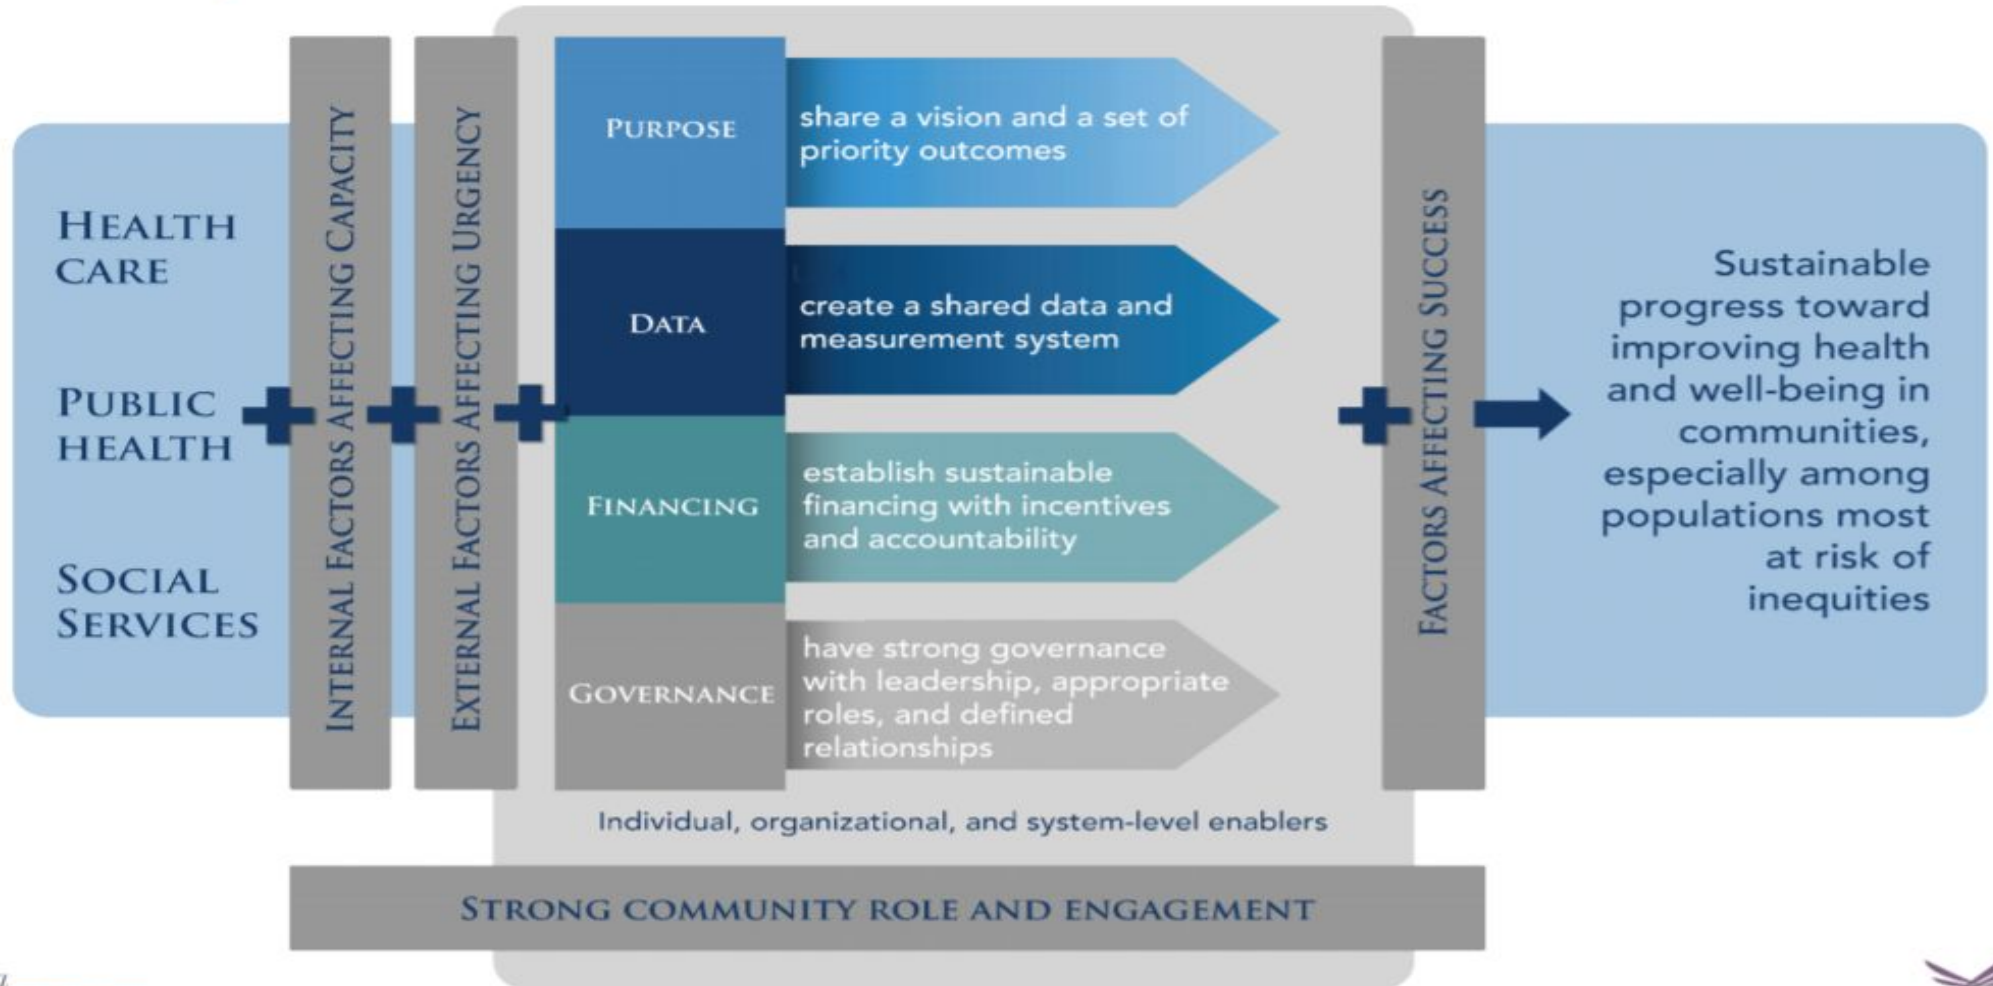 HEALTH
CARE
PUBLIC
HEALTH
SOCIAL
SERVICES
INTERNAL FACTORS AFFECTING CAPACITY
EXTERNAL FACTORS AFFECTING URGENCY
PURPOSE
share a vision and a set of
priority outcomes
DATA
create a shared data and
measurement system
FINANCING
establish sustainable
financing with incentives
and accountability
GOVERNANCE
have strong governance
with leadership, appropriate
roles, and defined
relationships
Individual, organizational, and system-level enablers
FACTORS AFFECTING SUCCESS
Sustainable
progress toward
improving health
and well-being in
communities,
especially among
populations most
at risk of
inequities
STRONG COMMUNITY ROLE AND ENGAGEMENT